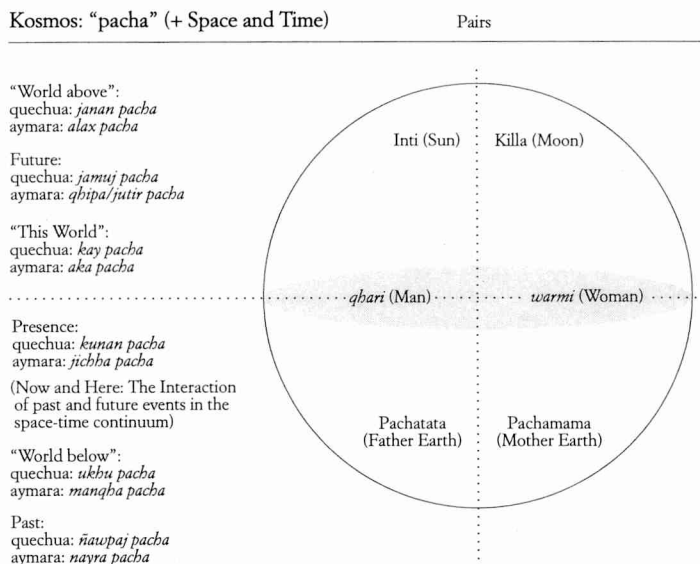 Kosmos: “pacha” (+ Space and Time)
Pairs
“World above”:
quechua: janan pacha
aymara: alax pacha
Future:
quechua: jamuj pacha
aymara: qhipa/jutir pacha
“This World”:
quechua: kay pacha
aymara: aka pacha
Presence:
quechua: kunan pacha
aymara: jichha pacha
(Now and Here: The Interaction
of past and future events in the
space-time continuum)
“World below”:
quechua: ukhu pacha
aymara: manqha pacha
Past:
quechua: ñawpaj pacha
aymara: nayra pacha
Inti (Sun)
Killa (Moon)
qhari (Man)
warmi (Woman)
Pachatata
(Father Earth)
Pachamama
(Mother Earth)